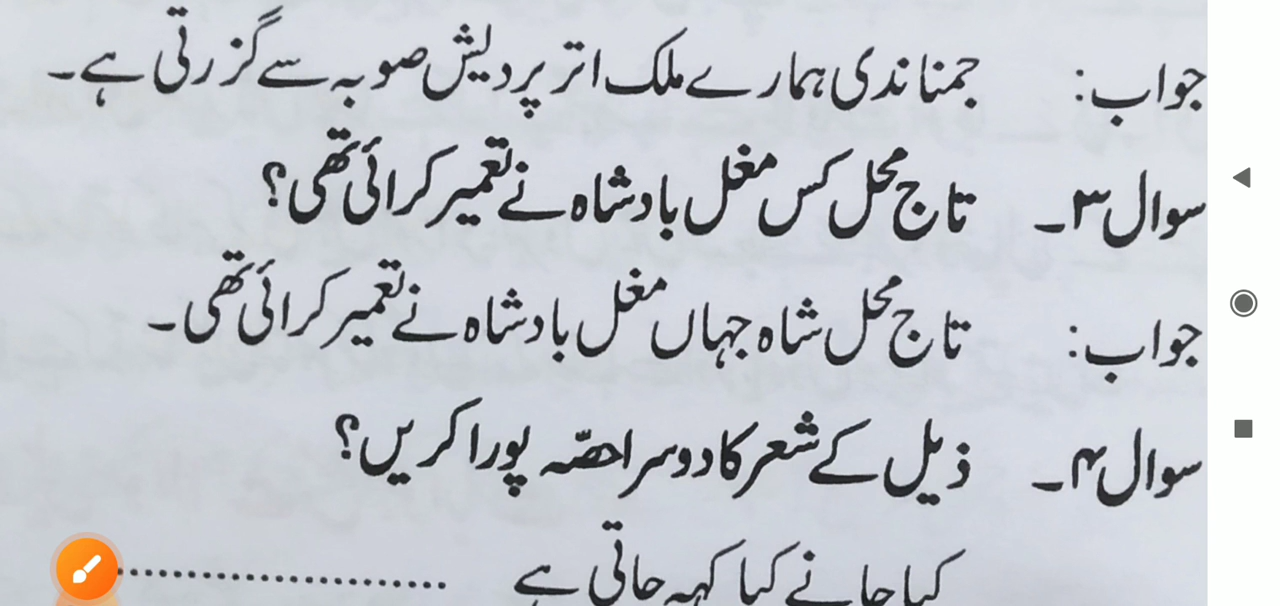 جواب: جمنا ندی ہمارے ملک اتر پردیش صوبہ سے گزرتی ہے۔
سوال ۳۔ تاج محل کس مغل بادشاہ نے تعمیر کرائی تھی؟
جواب: تاج محل شاہ جہاں مغل بادشاہ نے تعمیر کرائی تھی۔
سوال ۴۔ ذیل کے شعر کا دوسرا حصّہ پورا کریں؟
کیا جانے کیا کہہ جاتی ہے ........................